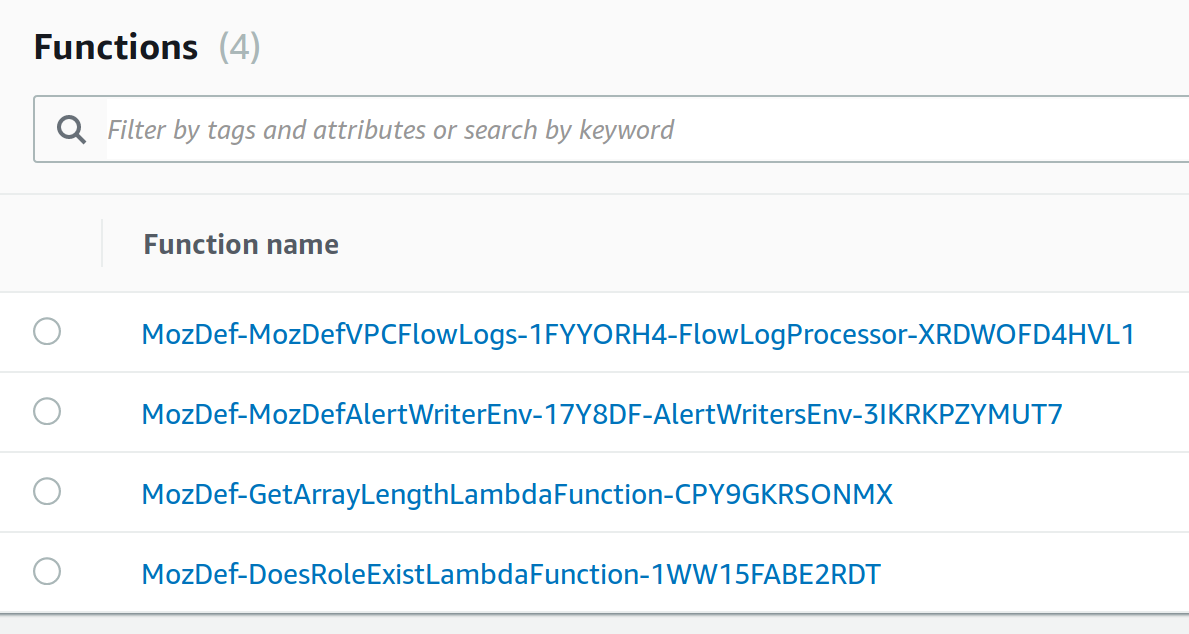 Functions (4)
Filter by tags and attributes or search by keyword
Function name
MozDef-MozDefVPCFlowLogs-1FYYORH4-FlowLogProcessor-XRDWOFD4HVL1
MozDef-MozDefAlertWriterEnv-17Y8DF-AlertWritersEnv-3IKRKPZYMUT7
MozDef-GetArrayLengthLambdaFunction-CPY9GKRSONMX
MozDef-DoesRoleExistLambdaFunction-1WW15FABE2RDT